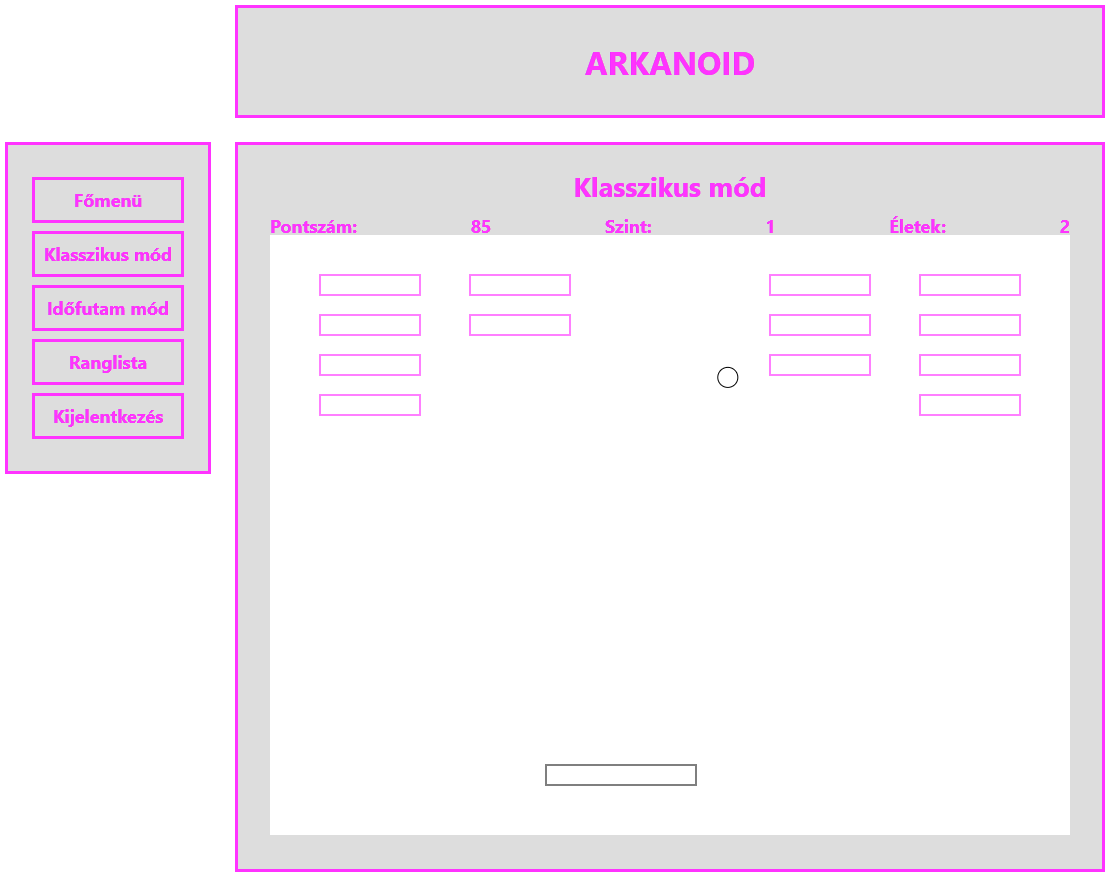 ARKANOID
Főmenü
Klasszikus mód
Időfutam mód
Ranglista
Kijelentkezés
Klasszikus mód
Pontszám: 85 Szint: 1 Életek: 2